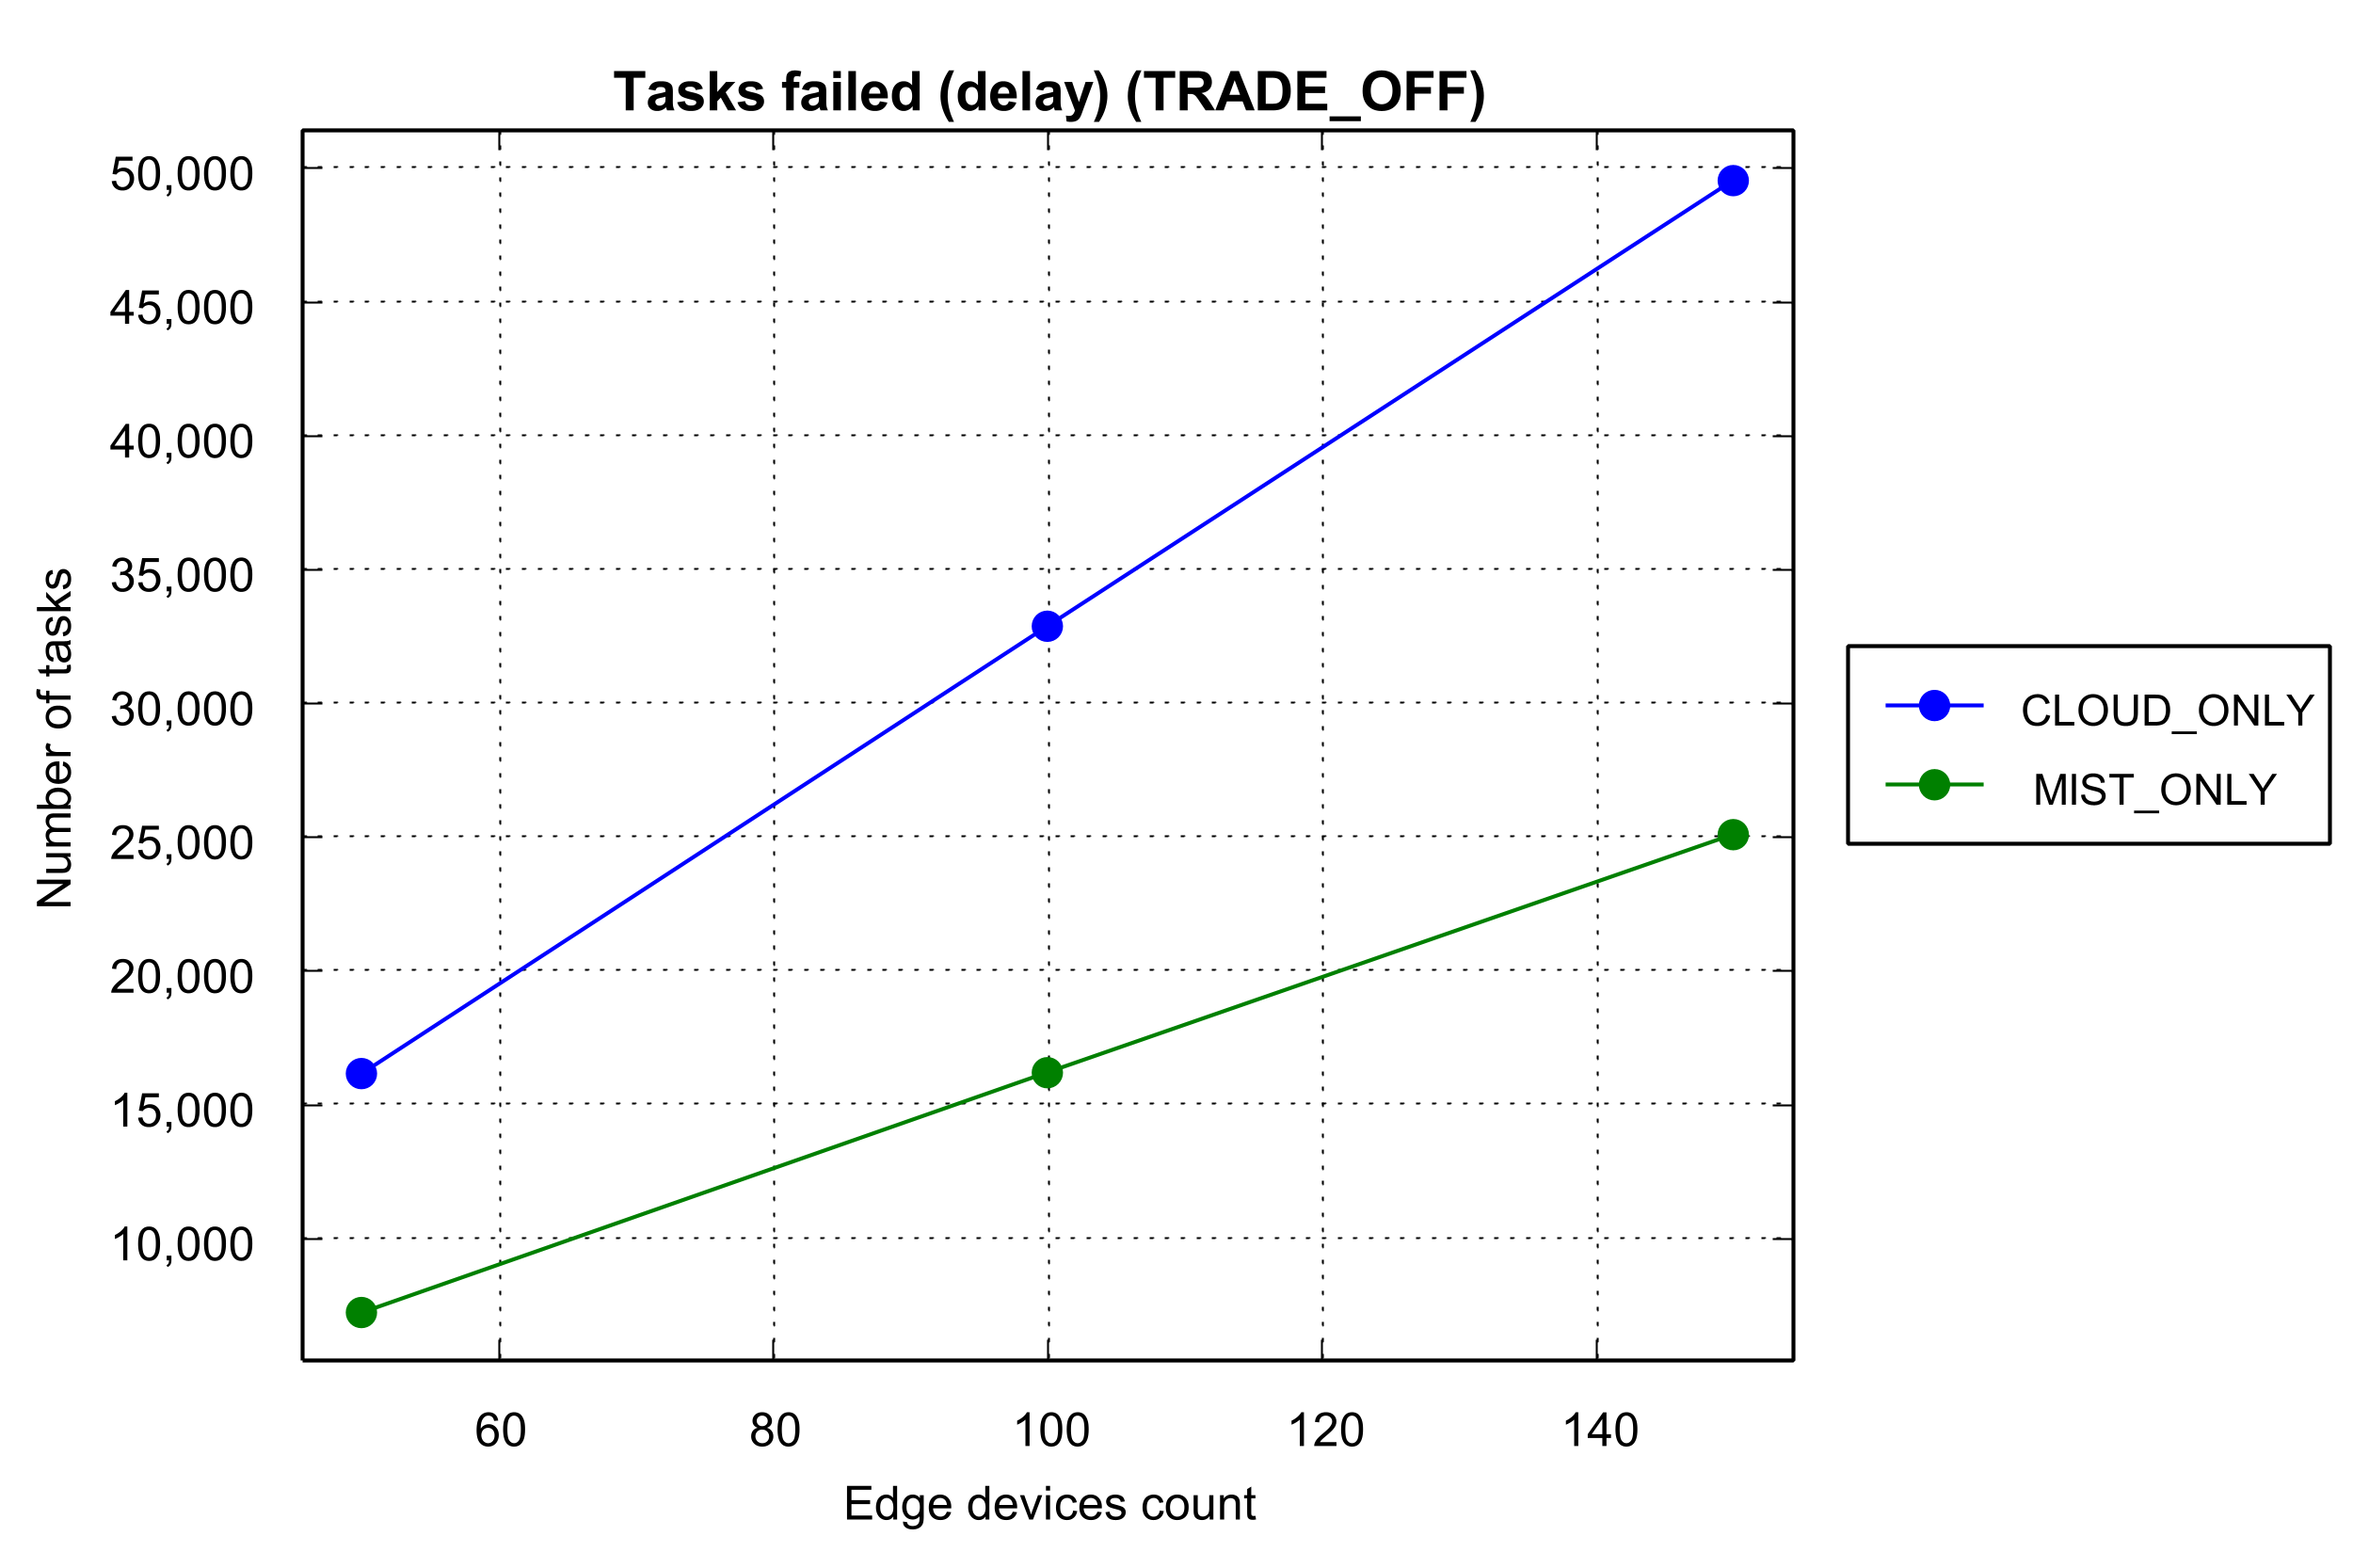 Tasks failed (delay) (TRADE_OFF)
50,000
45,000
40,000
35,000
30,000
25,000
20,000
15,000
10,000
Number of tasks
60 80 100 120 140
Edge devices count
CLOUD_ONLY
MIST_ONLY